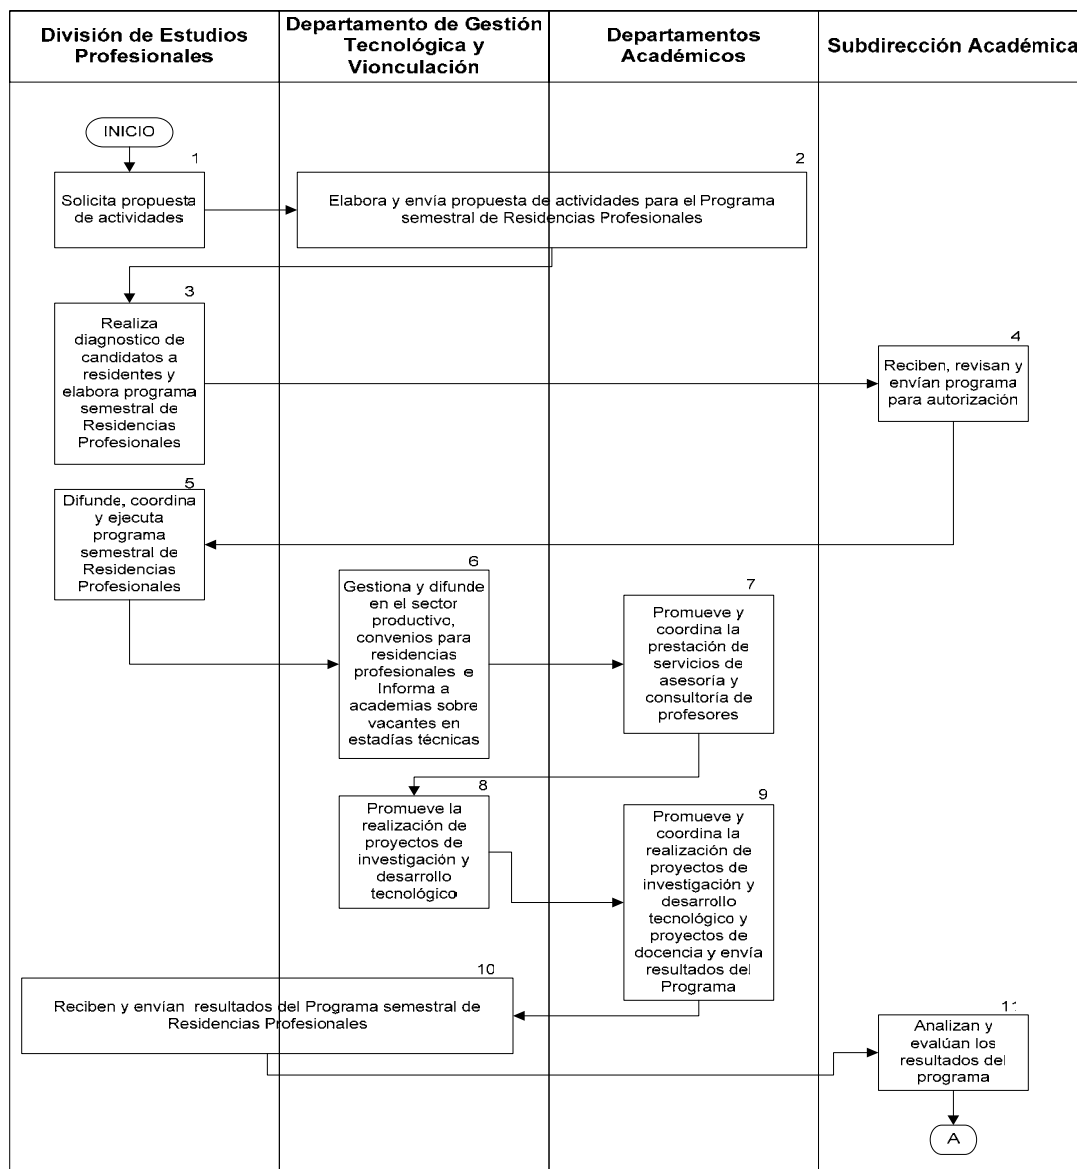 División de Estudios
Profesionales
Departamento de Gestión
Tecnológica y
Vionculación
Departamentos
Académicos
Subdirección Académica
INICIO
1
Solicita propuesta
de actividades
2
Elabora y envía propuesta de actividades para el Programa
semestral de Residencias Profesionales
3
Realiza
diagnostico de
candidatos a
residentes y
elabora programa
semestral de
Residencias
Profesionales
4
Reciben, revisan y
envían programa
para autorización
5
Difunde, coordina
y ejecuta
programa
semestral de
Residencias
Profesionales
6
Gestiona y difunde
en el sector
productivo,
convenios para
residencias
profesionales e
Informa a
academias sobre
vacantes en
estadías técnicas
7
Promueve y
coordina la
prestación de
servicios de
asesoría y
consultoría de
profesores
8
Promueve la
realización de
proyectos de
investigación y
desarrollo
tecnológico
9
Promueve y
coordina la
realización de
proyectos de
investigación y
desarrollo
tecnológico y
proyectos de
docencia y envía
resultados del
Programa
10
Reciben y envían resultados del Programa semestral de
Residencias Profesionales
11
Analizan y
evalúan los
resultados del
programa
A